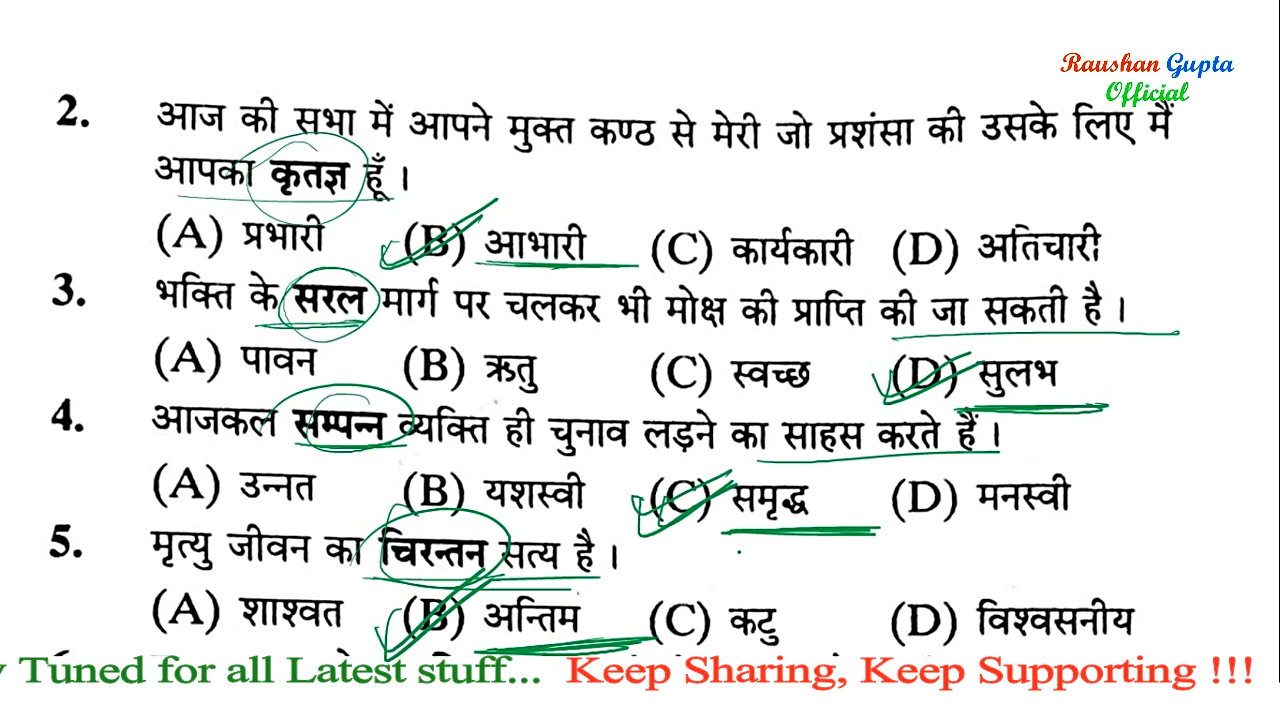 Raushan Gupta
Official
2. आज की सभा में आपने मुक्त कण्ठ से मेरी जो प्रशंसा की उसके लिए मैं
आपका कृतज्ञ हूँ ।
(A) प्रभारी (B) आभारी (C) कार्यकारी (D) अतिचारी
3. भक्ति के सरल मार्ग पर चलकर भी मोक्ष की प्राप्ति की जा सकती है ।
(A) पावन (B) ऋतु (C) स्वच्छ (D) सुलभ
4. आजकल सम्पन्न व्यक्ति ही चुनाव लड़ने का साहस करते हैं ।
(A) उन्नत (B) यशस्वी (C) समृद्ध (D) मनस्वी
5. मृत्यु जीवन का चिरन्तन सत्य है ।
(A) शाश्वत (B) अन्तिम (C) कटु (D) विश्वसनीय
Tuned for all Latest stuff... Keep Sharing, Keep Supporting !!!